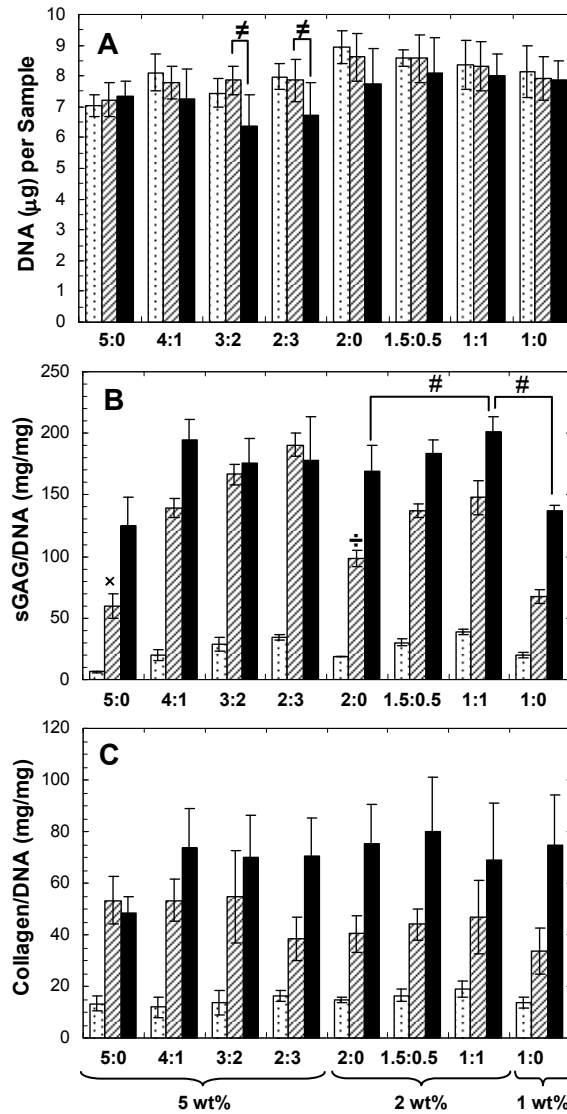 A
≠ ≠
DNA (μg) per Sample
10
9
8
7
6
5
4
3
2
1
0
5:0 4:1 3:2 2:3 2:0 1.5:0.5 1:1 1:0
B
# #
sGAG/DNA (mg/mg)
250
200
150
100
50
0
× ÷
5:0 4:1 3:2 2:3 2:0 1.5:0.5 1:1 1:0
C
Collagen/DNA (mg/mg)
120
100
80
60
40
20
0
5:0 4:1 3:2 2:3 2:0 1.5:0.5 1:1 1:0
5 wt% 2 wt% 1 wt%